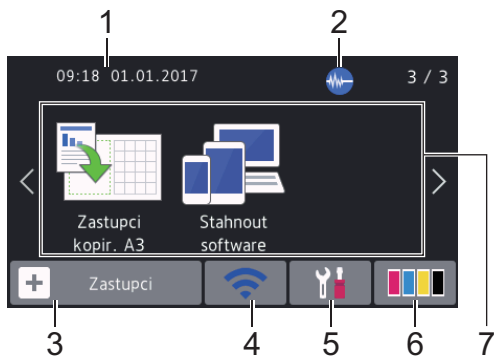 1
2
09:18 01.01.2017
3 / 3
Zastupci
kopir. A3
Stahnout
software
Zastupci
3
4
5
6
7